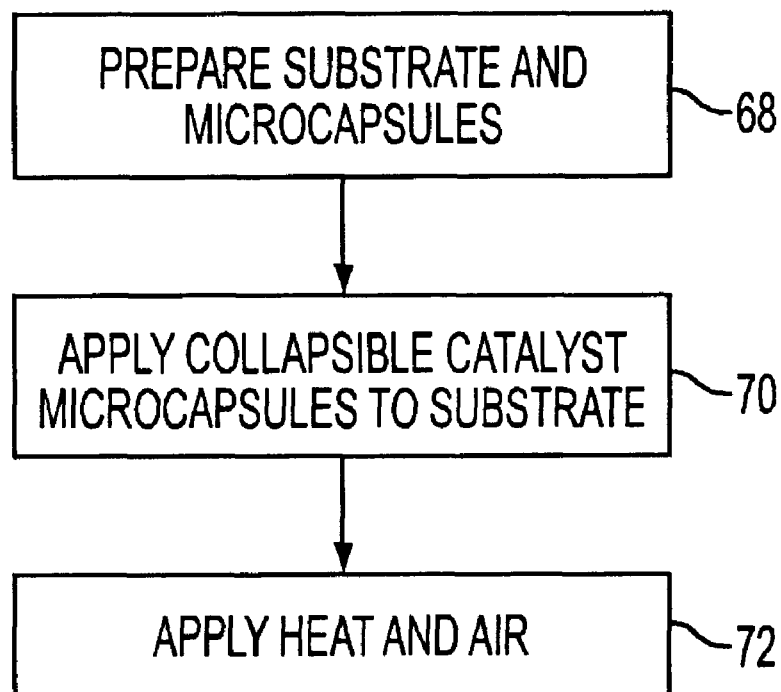 PREPARE SUBSTRATE AND
MICROCAPSULES
68
APPLY COLLAPSIBLE CATALYST
MICROCAPSULES TO SUBSTRATE
70
APPLY HEAT AND AIR
72